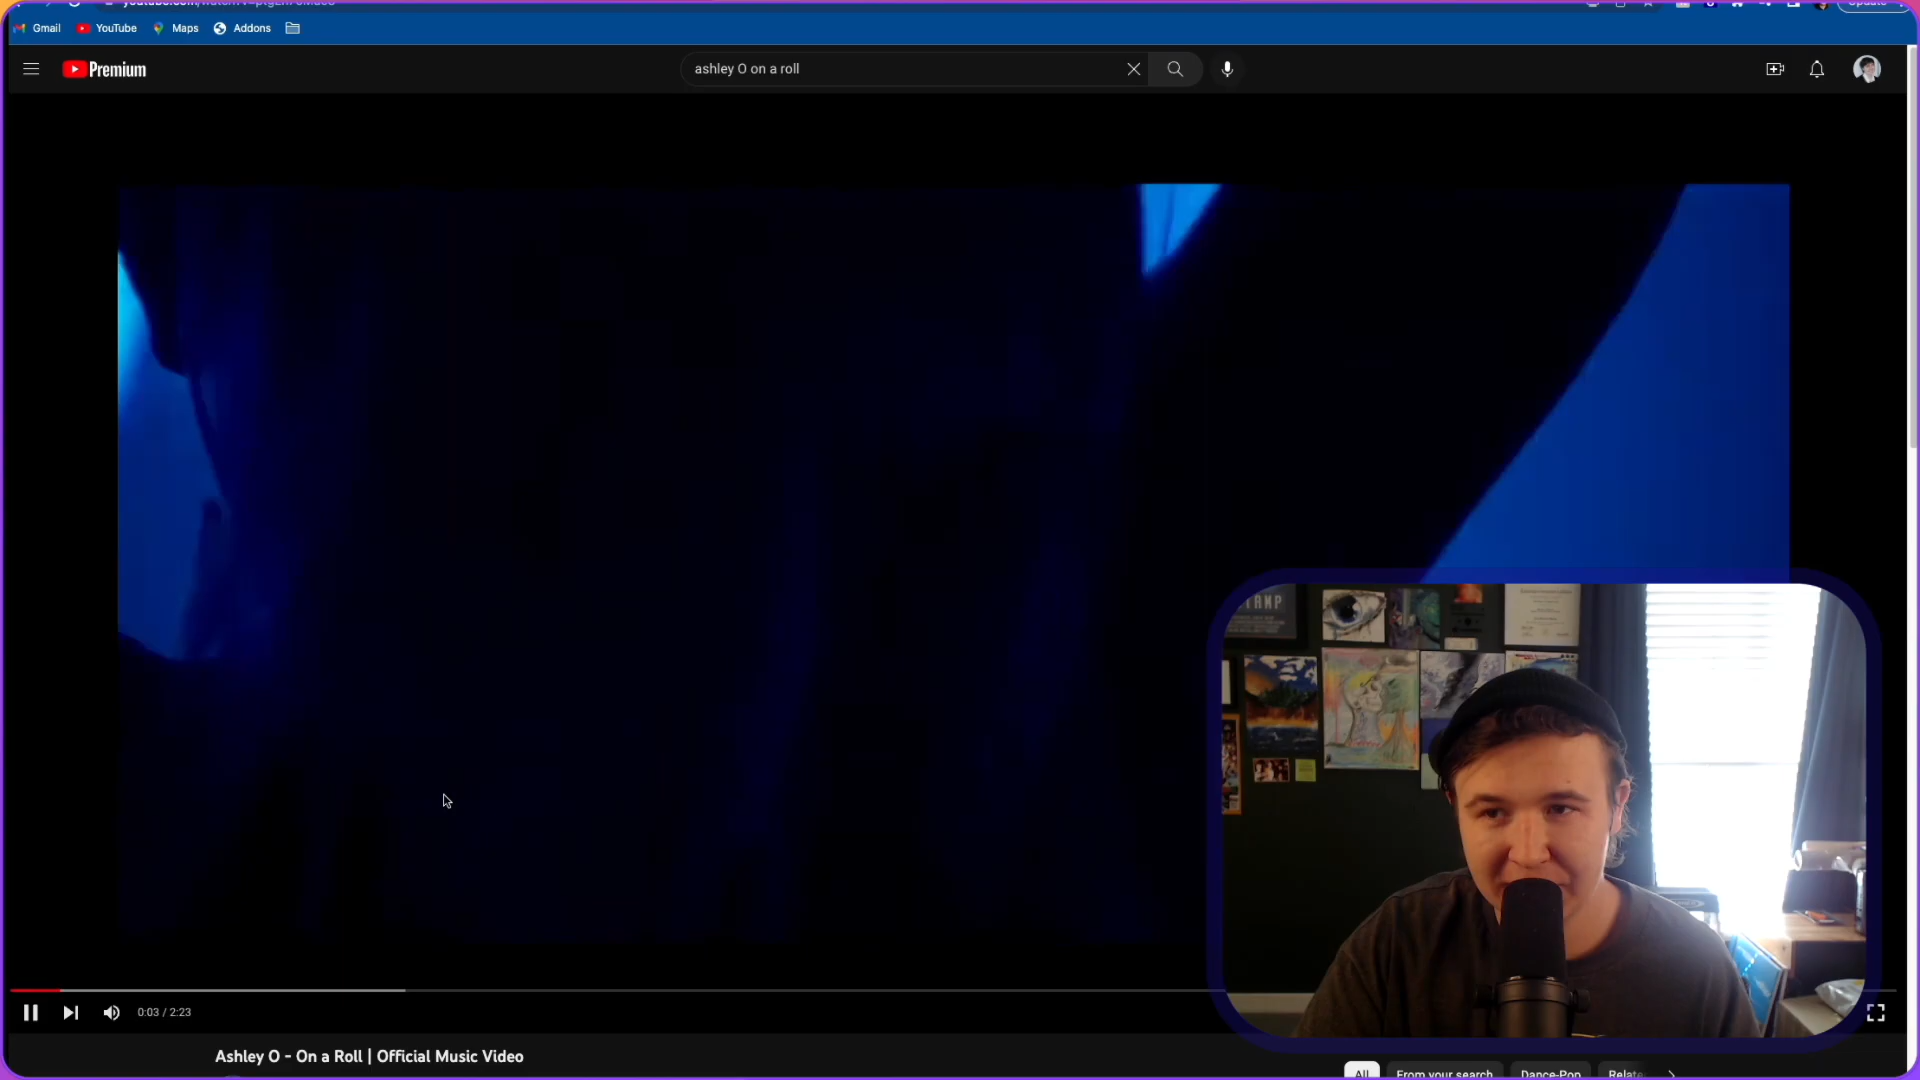 Gmail YouTube Maps Addons
Premium
ashley O on a roll
0:03 / 2:23
Ashley O - On a Roll | Official Music Video
All From your search Dance-Pop